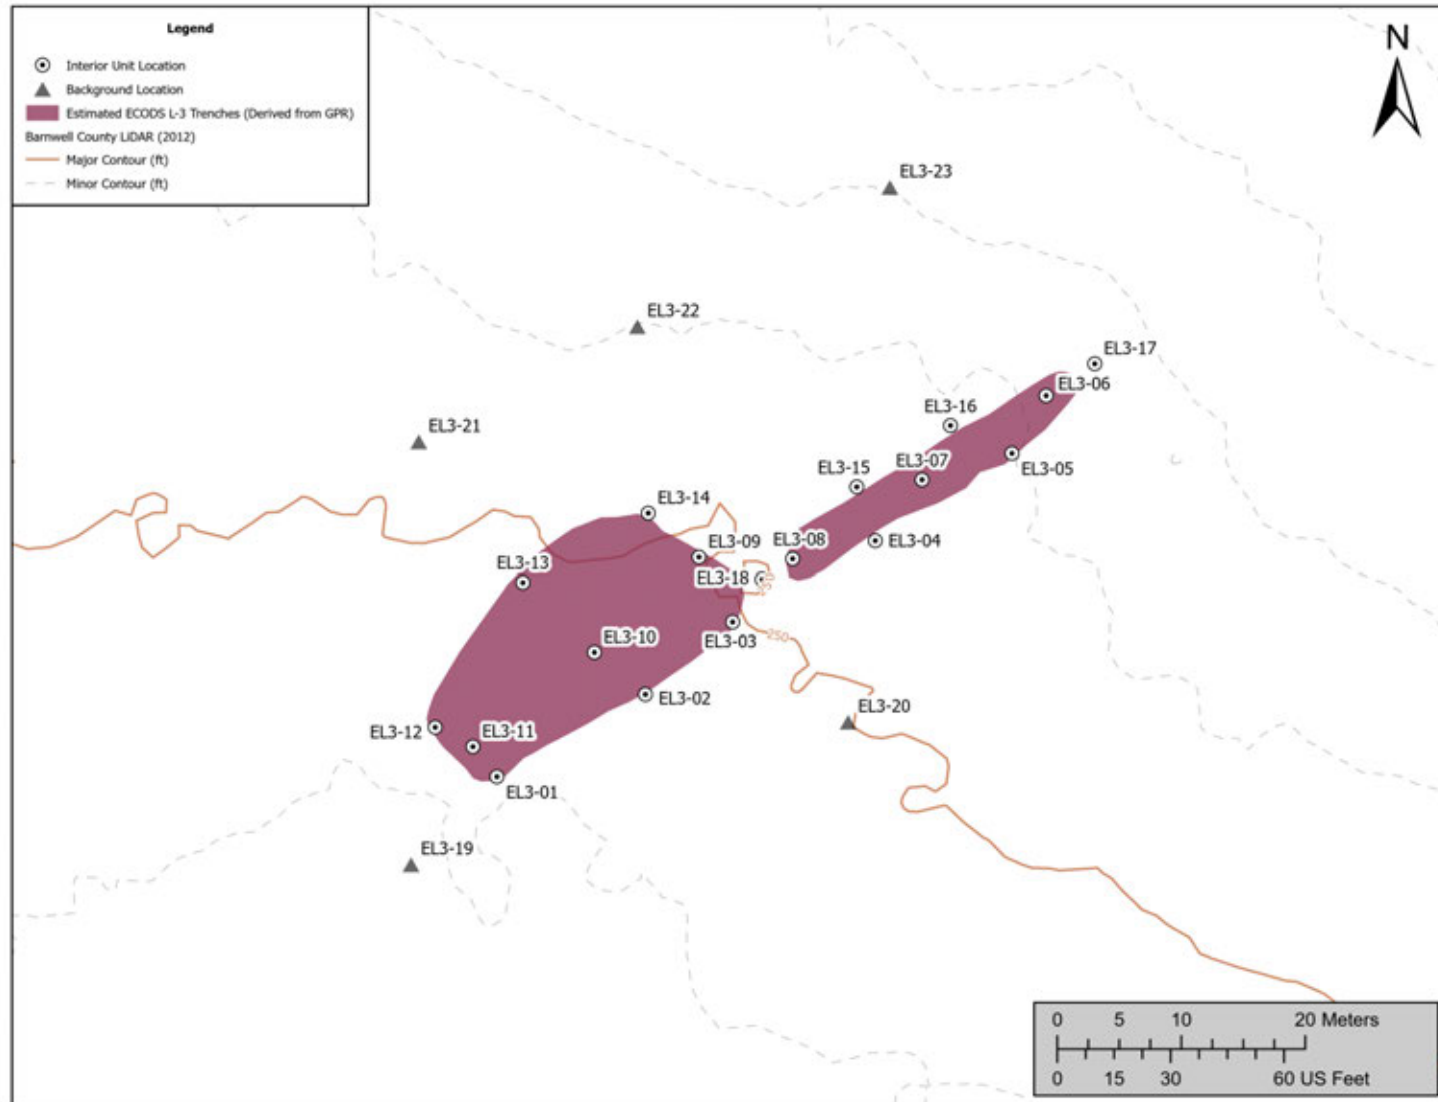 Legend
Interior Unit Location
Background Location
Estimated ECODS L-3 Trenches (Derived from GPR)
Barnwell County LiDAR (2012)
Major Contour (ft)
Minor Contour (ft)
N
EL3-23
EL3-22
EL3-17
EL3-06
EL3-16
EL3-21
EL3-05
EL3-15
EL3-07
EL3-14
EL3-09
EL3-08
EL3-04
EL3-13
EL3-18
250
EL3-03
250
EL3-10
EL3-02
EL3-20
EL3-12
EL3-11
EL3-01
EL3-19
0 5 10 20 Meters
0 15 30 60 US Feet